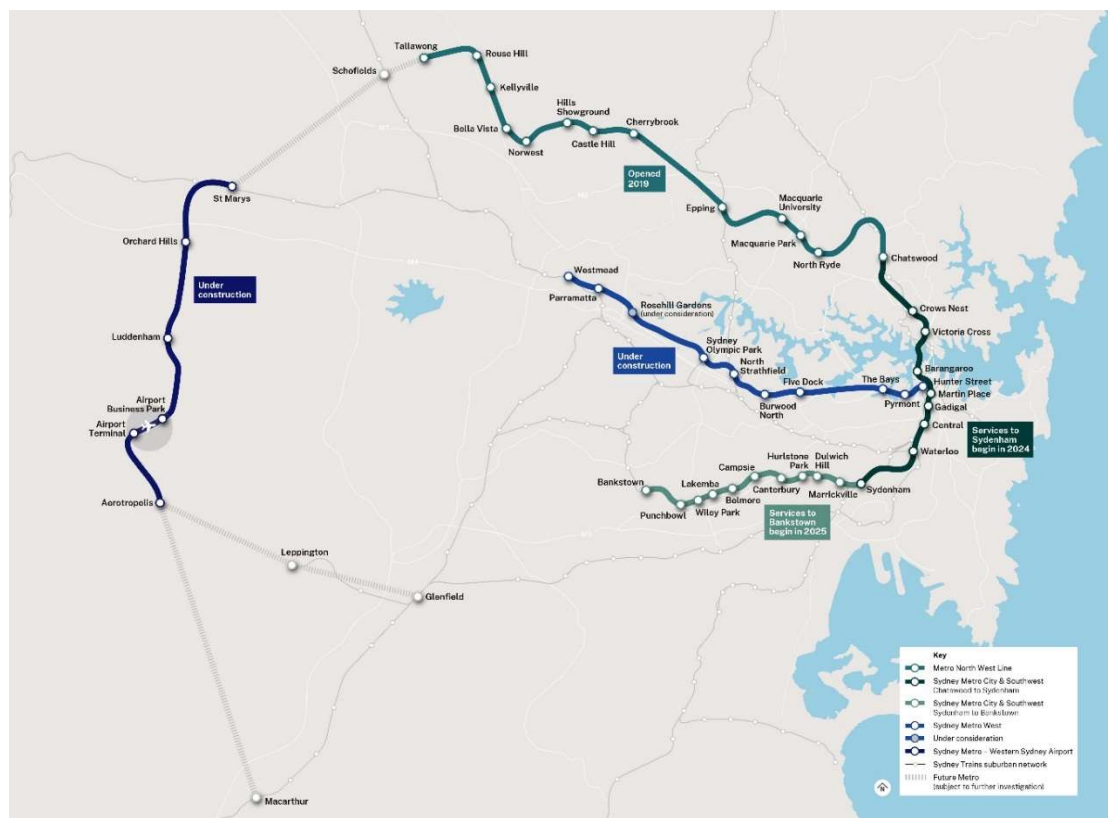 Tallawong
Rouse Hill
Schofields
Kellyville
Hills
Showground
Cherrybrook
Bella Vista
Norwest
Castle Hill
Opened
2019
St Marys
Macquarie
University
Epping
Orchard Hills
Macquarie Park
North Ryde
Chatswood
Westmead
Under
construction
Parramatta
Rosehill Gardens
(under consideration)
Crows Nest
Victoria Cross
Luddenham
Under
construction
Sydney
Olympic Park
North
Strathfield
Barangaroo
Five Dock
The Bays
Hunter Street
Martin Place
Airport
Business Park
Burwood
North
Pyrmont
Gadigal
Airport
Terminal
Central
Services to
Sydenham
begin in 2024
Waterloo
Hurlstone
Park
Dulwich
Hill
Campsie
Bankstown
Lakemba
Belmore
Canterbury
Marrickville
Sydenham
Punchbowl
Wiley Park
Aerotropolis
Services to
Bankstown
begin in 2025
Leppington
Glenfield
Macarthur
Key
Metro North West Line
Sydney Metro City & Southwest
Chatswood to Sydenham
Sydney Metro City & Southwest
Sydenham to Bankstown
Sydney Metro West
Under consideration
Sydney Metro – Western Sydney Airport
Sydney Trains suburban network
Future Metro
(subject to further investigation)
N